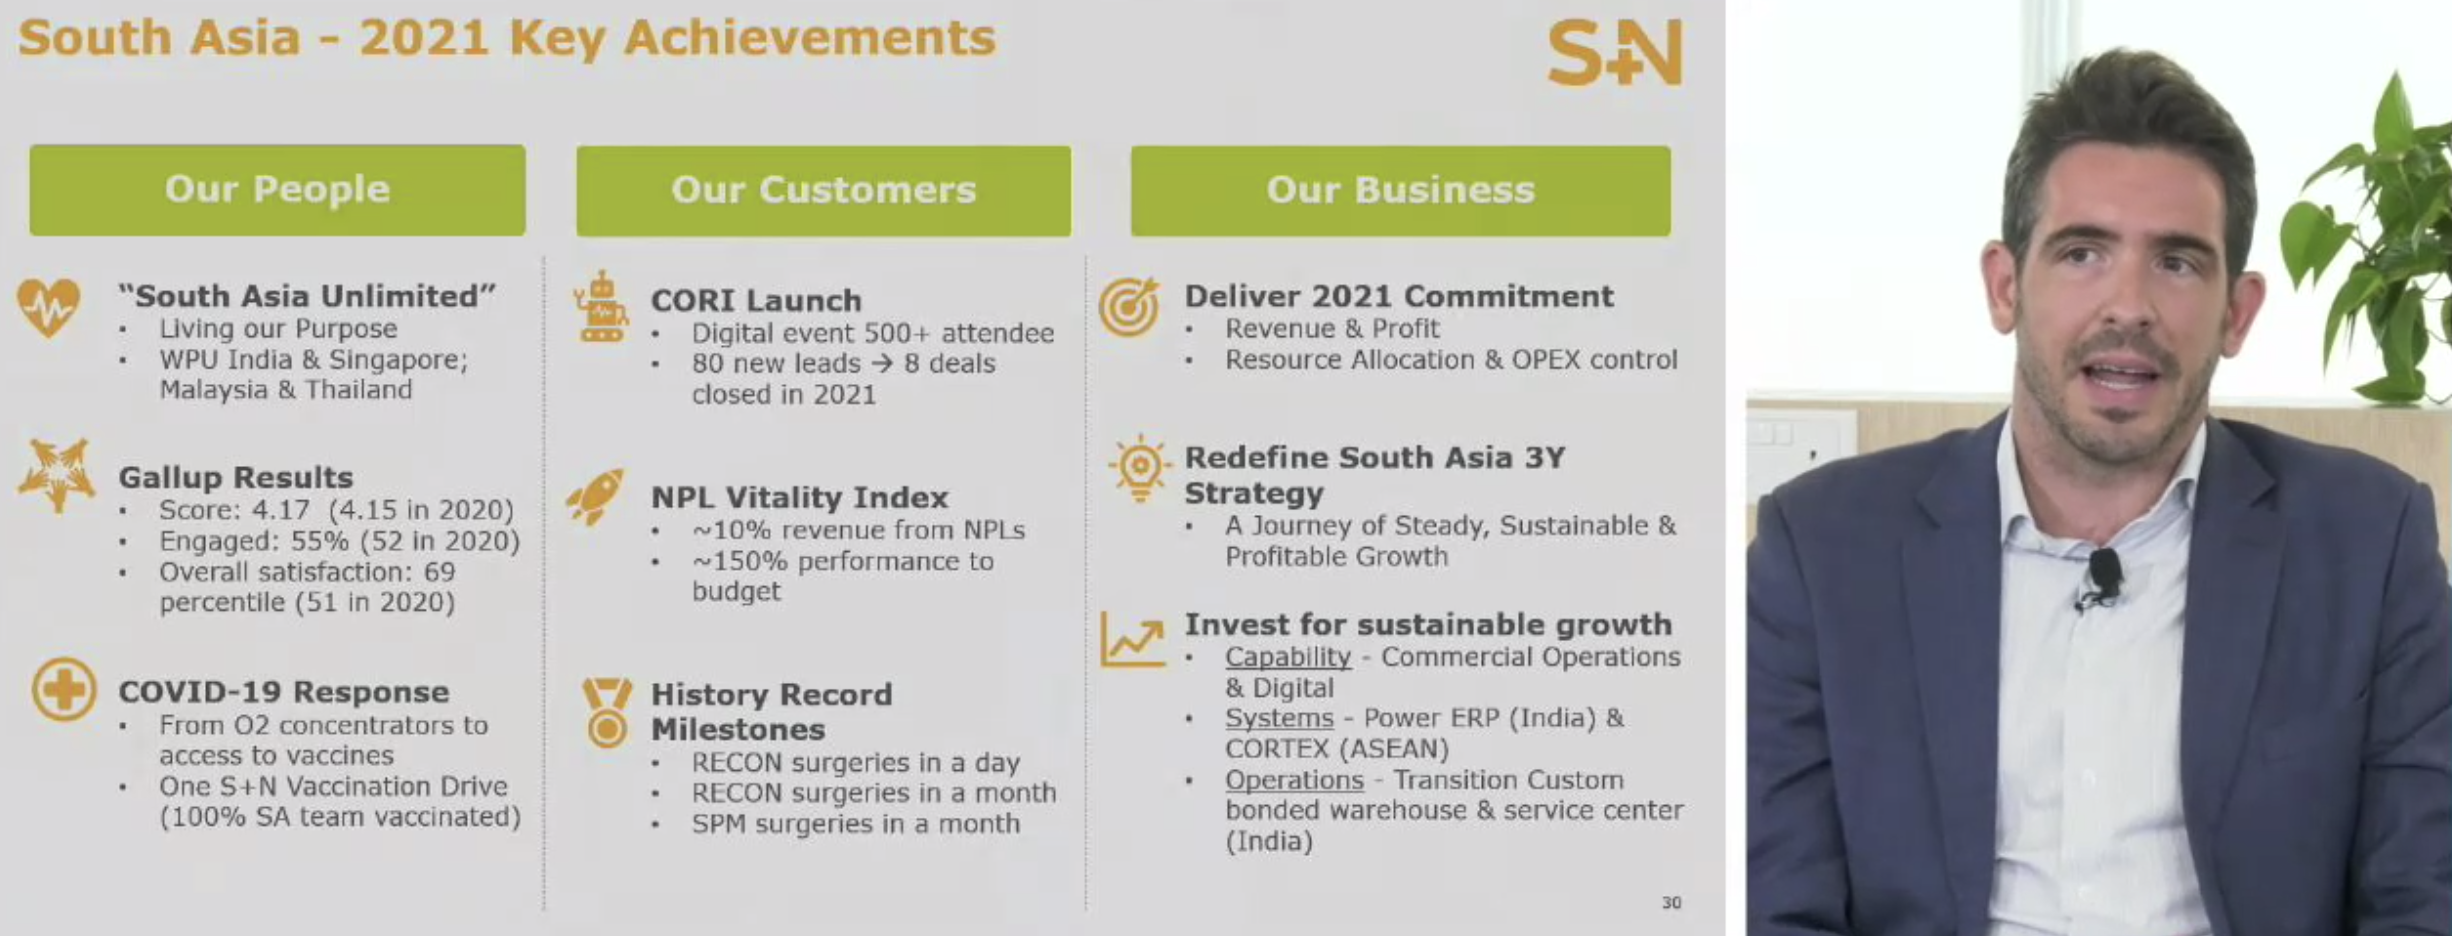 South Asia - 2021 Key Achievements
S+N
Our People
“South Asia Unlimited”
• Living our Purpose
• WPU India & Singapore;
Malaysia & Thailand
Gallup Results
• Score: 4.17 (4.15 in 2020)
• Engaged: 55% (52 in 2020)
• Overall satisfaction: 69
percentile (51 in 2020)
COVID-19 Response
• From O2 concentrators to
access to vaccines
• One S+N Vaccination Drive
(100% SA team vaccinated)
Our Customers
CORI Launch
• Digital event 500+ attendee
• 80 new leads → 8 deals
closed in 2021
NPL Vitality Index
• ~10% revenue from NPLs
• ~150% performance to
budget
History Record
Milestones
• RECON surgeries in a day
• RECON surgeries in a month
• SPM surgeries in a month
Our Business
Deliver 2021 Commitment
• Revenue & Profit
• Resource Allocation & OPEX control
Redefine South Asia 3Y
Strategy
• A Journey of Steady, Sustainable &
Profitable Growth
Invest for sustainable growth
• Capability - Commercial Operations
& Digital
• Systems - Power ERP (India) &
CORTEX (ASEAN)
• Operations - Transition Custom
bonded warehouse & service center
(India)
30